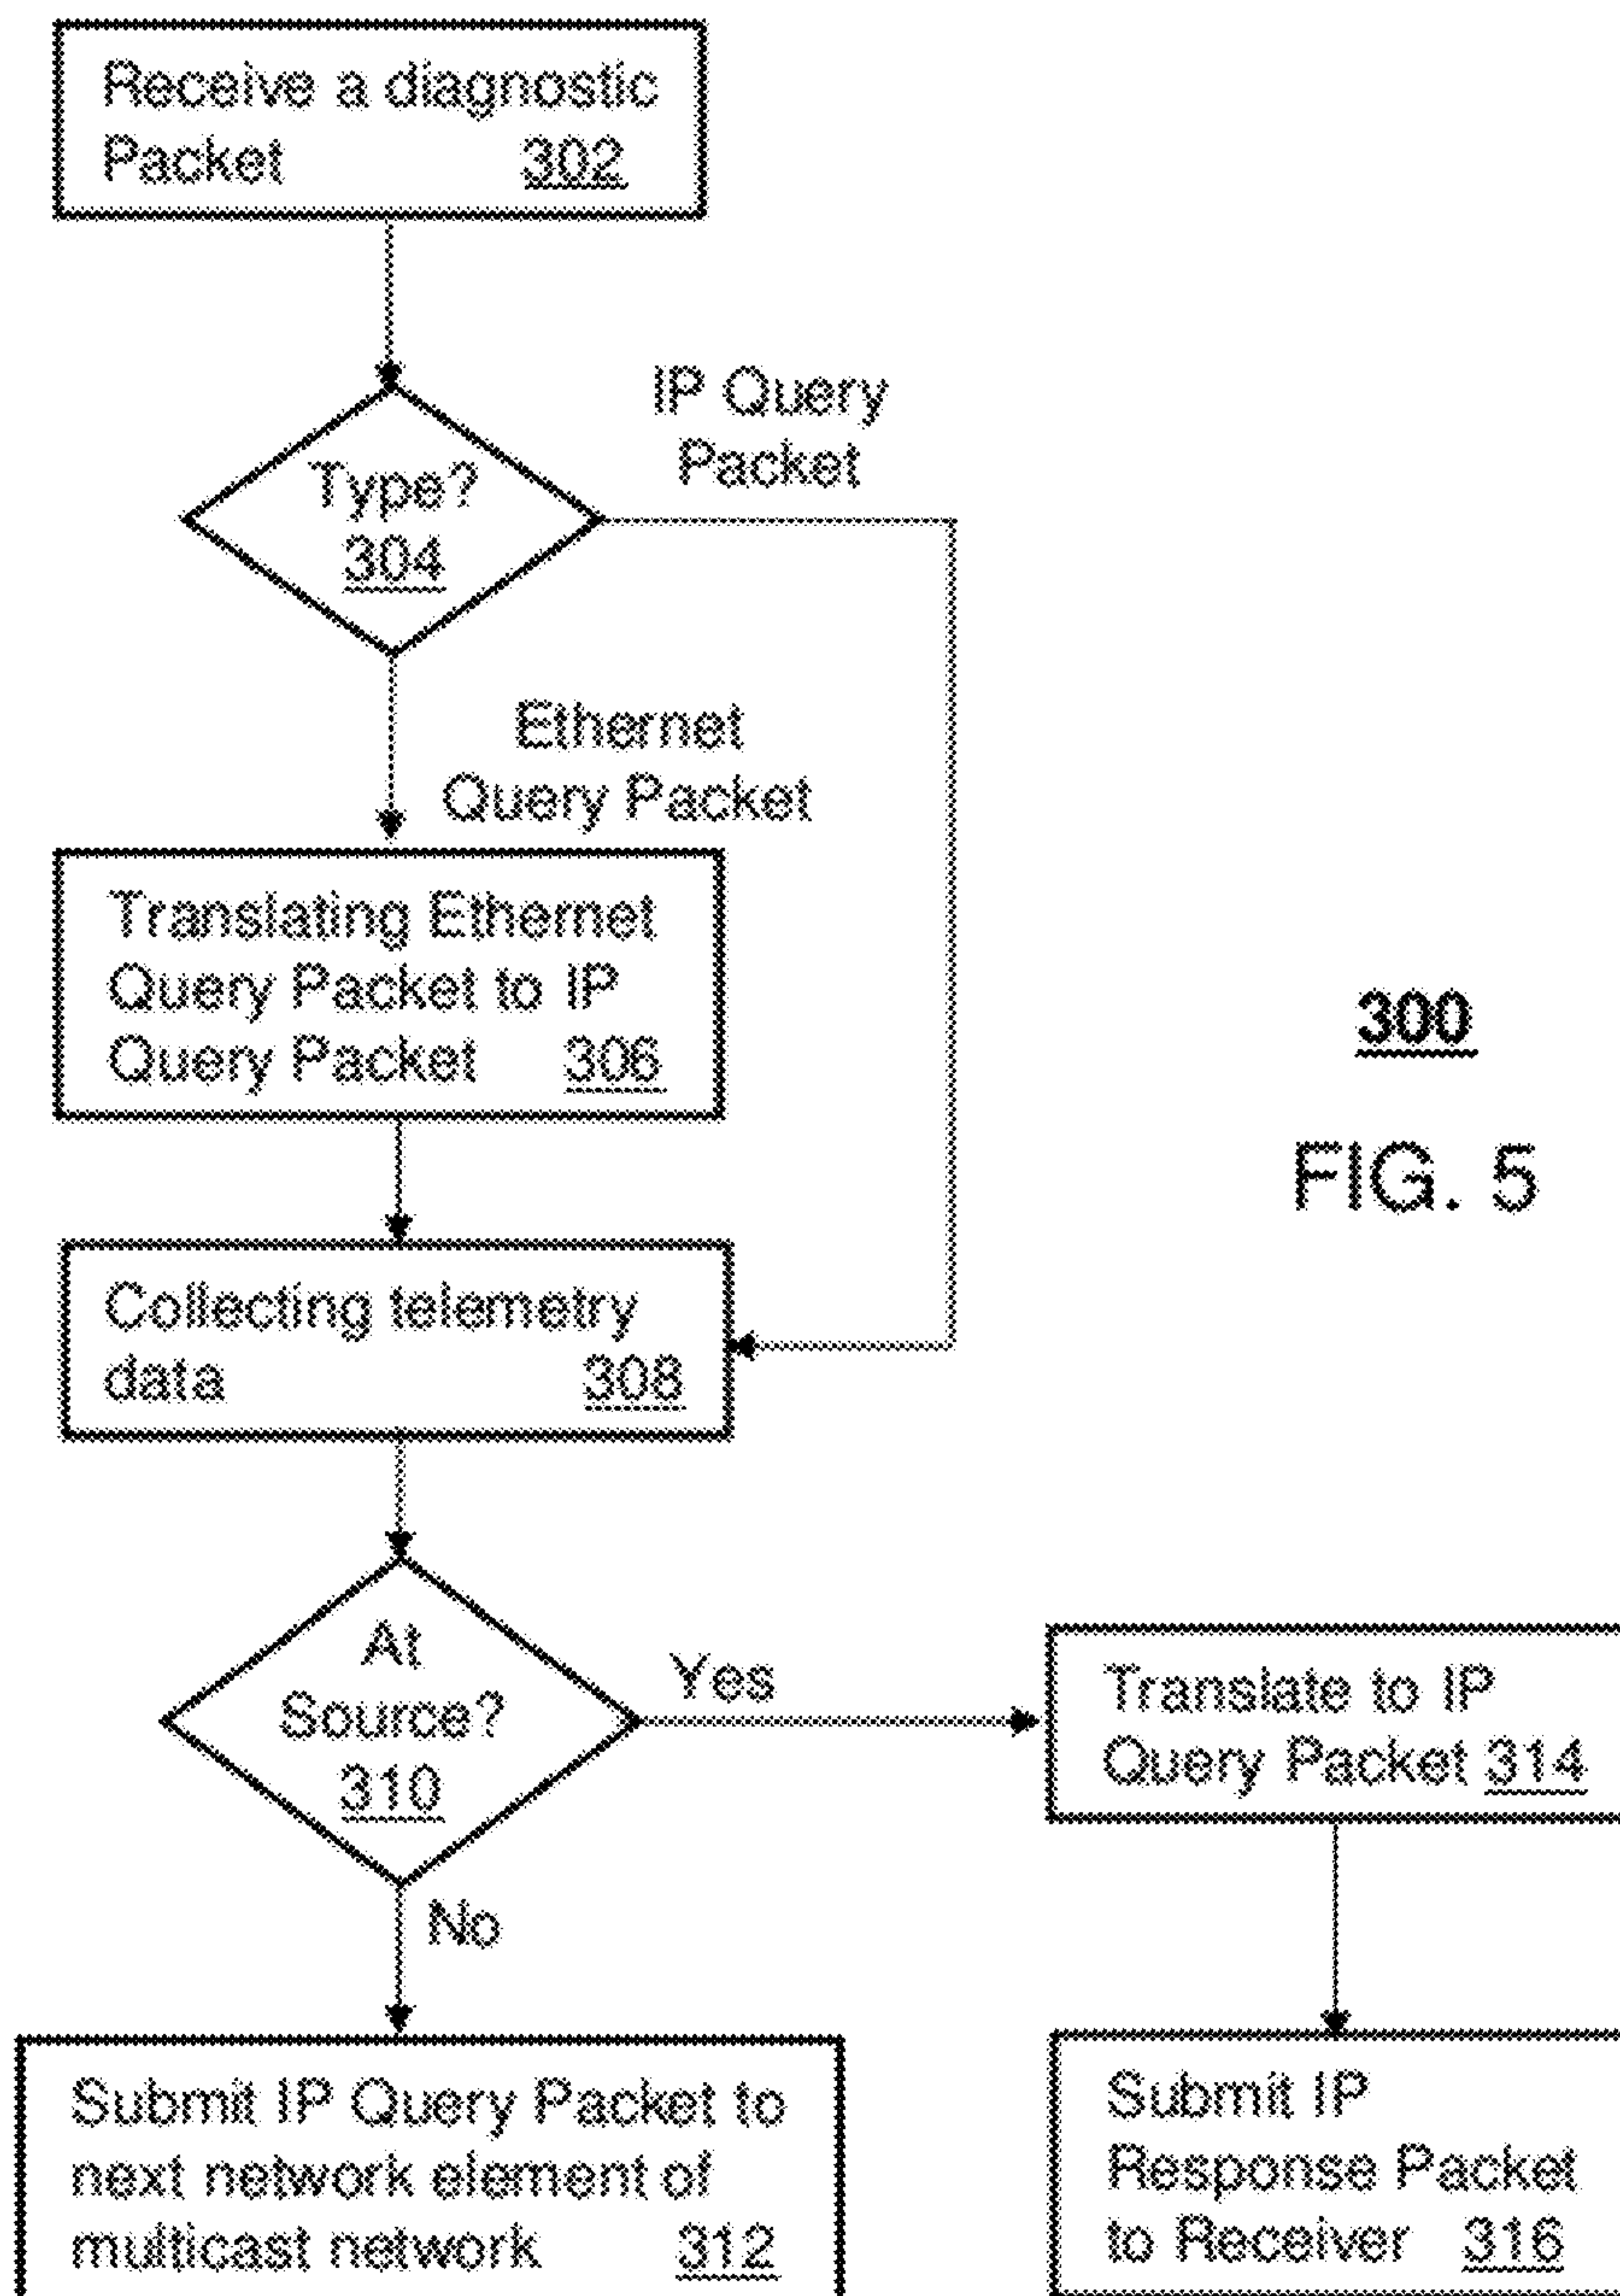 Receive a diagnostic
Packet 302
IP Query
Packet
Type?
304
Ethernet
Query Packet
Translating Ethernet
Query Packet to IP
Query Packet 306
300
FIG. 5
Collecting telemetry
data 308
At
Source?
310
Yes
No
Translate to IP
Query Packet 314
Submit IP Query Packet to
next network element of
multicast network 312
Submit IP
Response Packet
to Receiver 316